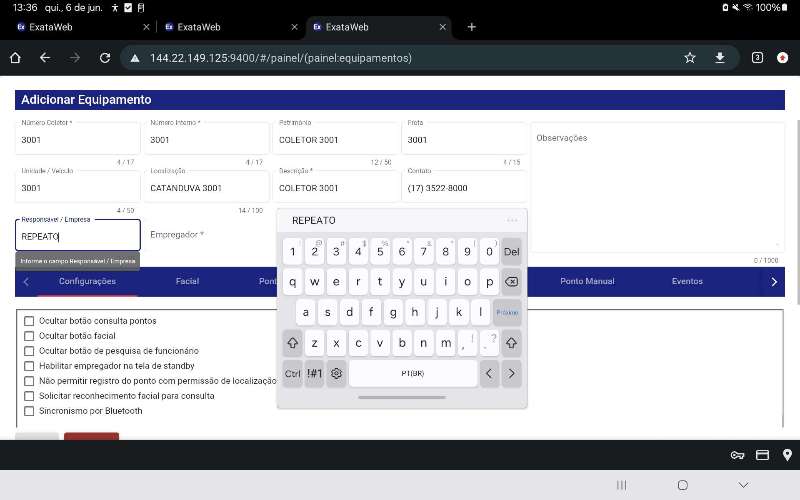 13:36 qui., 6 de jun. 100%
ExataWeb
ExataWeb
ExataWeb
144.22.149.125:9400/#/painel/(painel:equipamentos)
3
Adicionar Equipamento
Número Coletor * Número Interno * Patrimônio Frota
3001 3001 COLETOR 3001 3001 Observações
4 / 17 4 / 17 12 / 50 4 / 15
Unidade / Veículo Localização Descrição * Contato
3001 CATANDUVA 3001 COLETOR 3001 (17) 3522-8000
4 / 50 14 / 100
Responsável / Empresa
REPEATO Empregador *
Informe o campo Responsável / Empresa
0 / 1000
Configurações Facial Pont Ponto Manual Eventos
Ocultar botão consulta pontos
Ocultar botão facial
Ocultar botão de pesquisa de funcionário
Habilitar empregador na tela de standby
Não permitir registro do ponto com permissão de localização
Solicitar reconhecimento facial para consulta
Sincronismo por Bluetooth
REPEATO ...
1 2 3 4 5 6 7 8 9 0 Del
q w e r t y u i o p
a s d f g h j k l Próximo
z x c v b n m , ! . ?
Ctrl !#1 PT(BR) < >